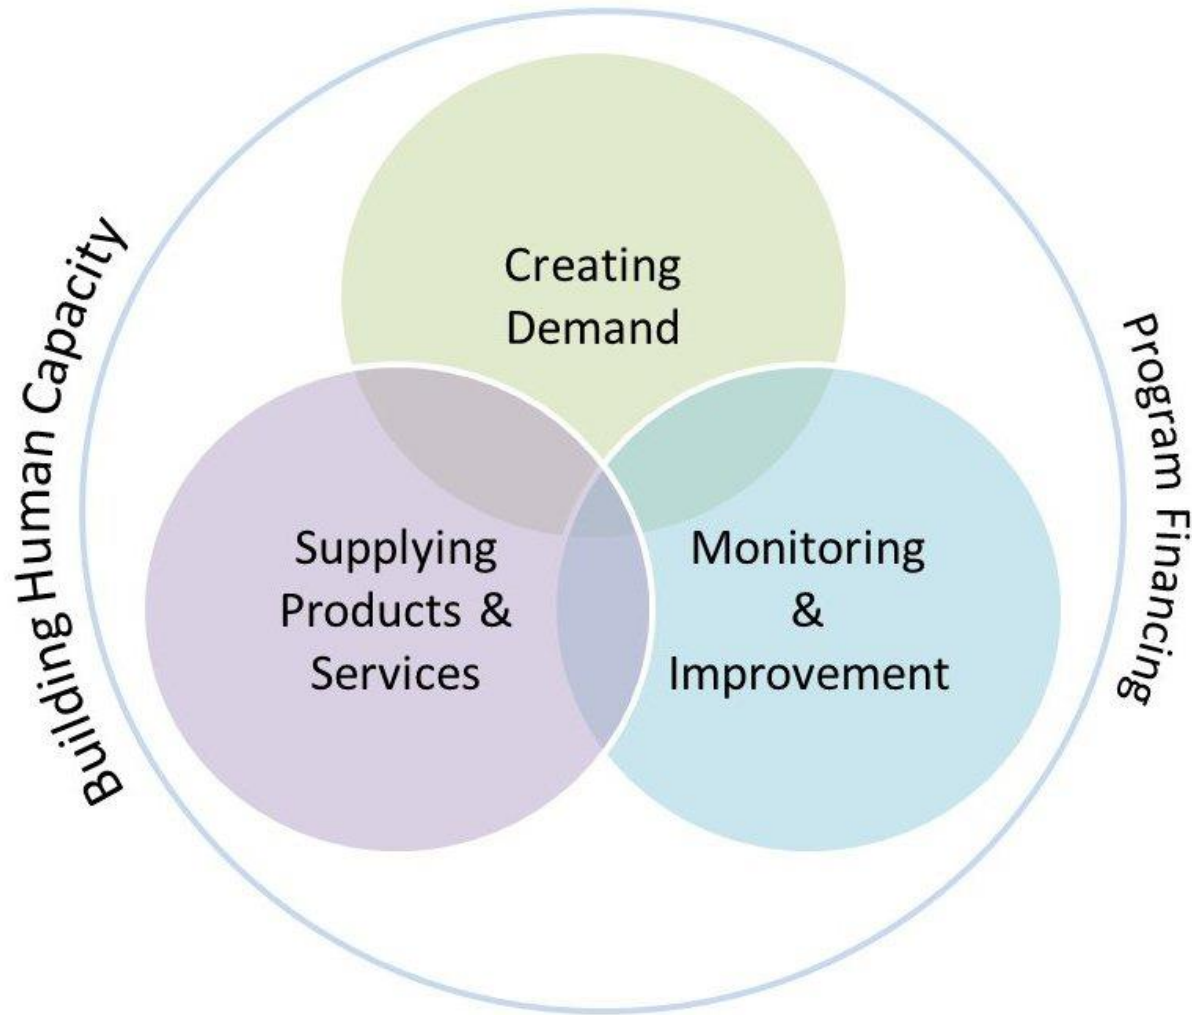 Creating
Demand
Supplying
Products &
Services
Monitoring
&
Improvement
Building Human Capacity
Program Financing